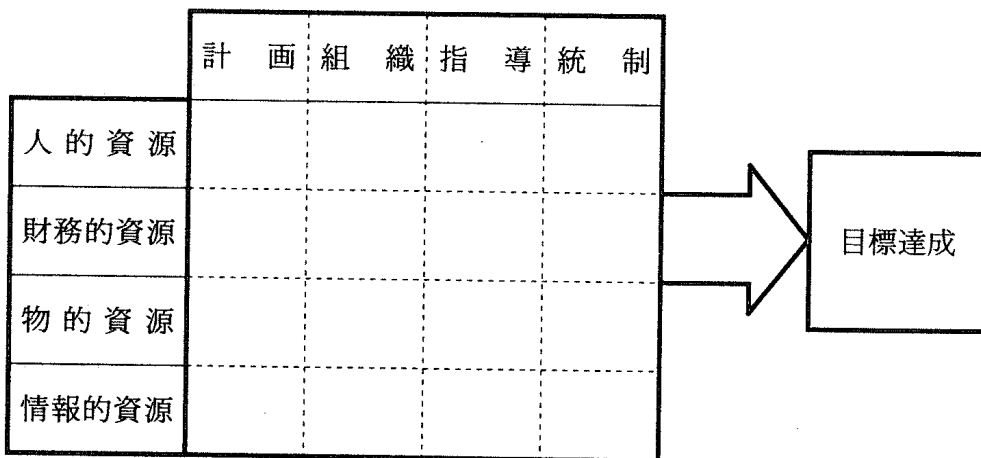 計画 組織 指導 統制
人的資源
財務的資源
物的資源
情報的資源
目標達成